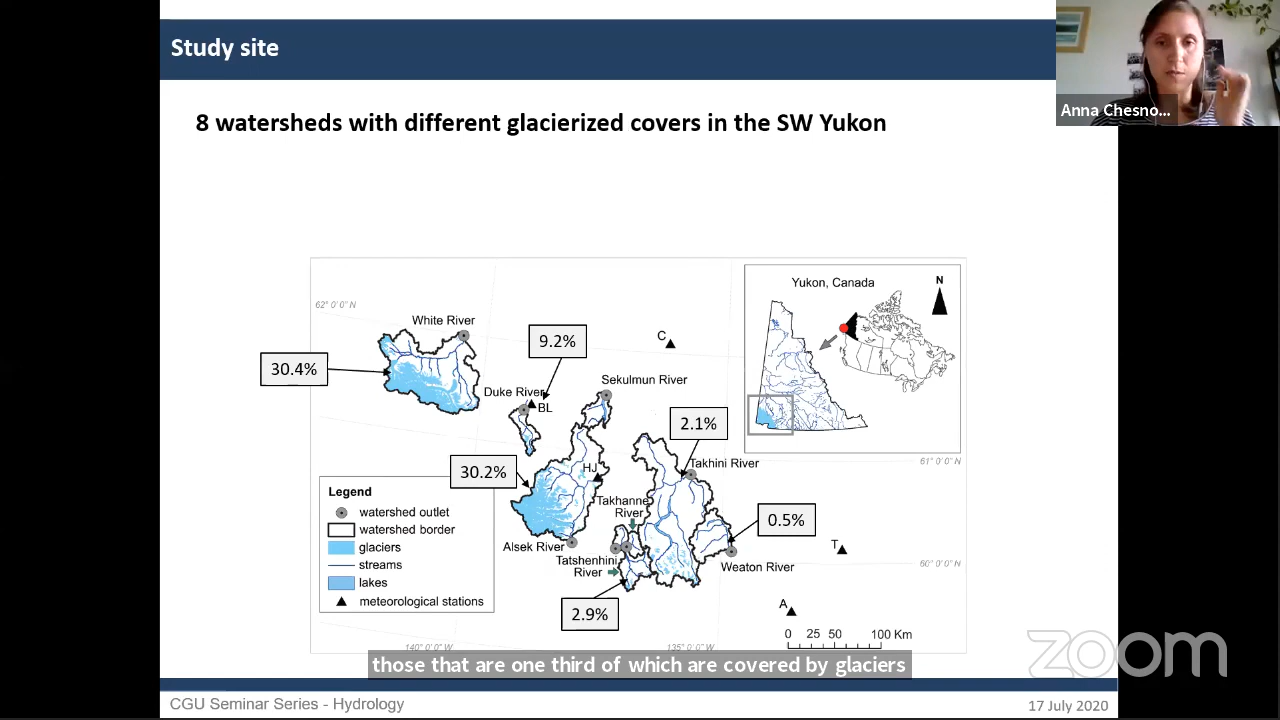 Study site
Anna Chesno...
8 watersheds with different glacierized covers in the SW Yukon
Yukon, Canada
N
62° 0' 0" N
White River
30.4%
9.2%
C
Duke River
BL
Sekulmun River
2.1%
61° 0' 0" N
Takhini River
30.2%
HJ
Takhanne
River
0.5%
Legend
watershed outlet
watershed border
glaciers
streams
lakes
meteorological stations
Alsek River
Tatshenhini
River
Weaton River
T
60° 0' 0" N
2.9%
A
0 25 50 100 Km
140° 0' 0" W
135° 0' 0" W
those that are one third of which are covered by glaciers
zoom
CGU Seminar Series - Hydrology
17 July 2020